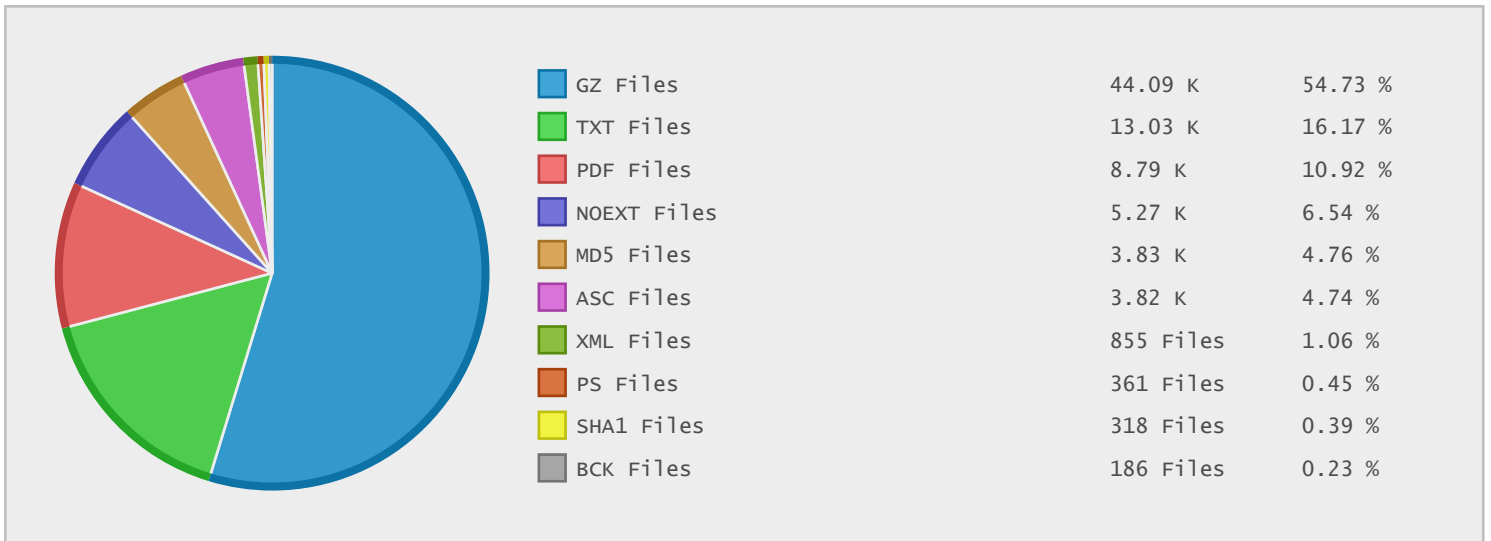 GZ Files 44.09 K 54.73 %
TXT Files 13.03 K 16.17 %
PDF Files 8.79 K 10.92 %
NOEXT Files 5.27 K 6.54 %
MD5 Files 3.83 K 4.76 %
ASC Files 3.82 K 4.74 %
XML Files 855 Files 1.06 %
PS Files 361 Files 0.45 %
SHA1 Files 318 Files 0.39 %
BCK Files 186 Files 0.23 %